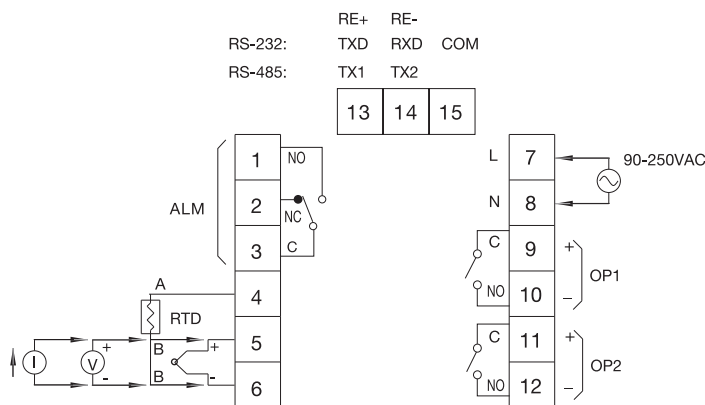 RE+ RE-
RS-232: TXD RXD COM
RS-485: TX1 TX2
13 14 15
ALM
1 NO
2 NC
3 C
A 4
RTD
I V + - B + 5
B - 6
L 7 90-250VAC
N 8
C 9 +
OP1
NO 10 –
C 11 +
OP2
NO 12 –